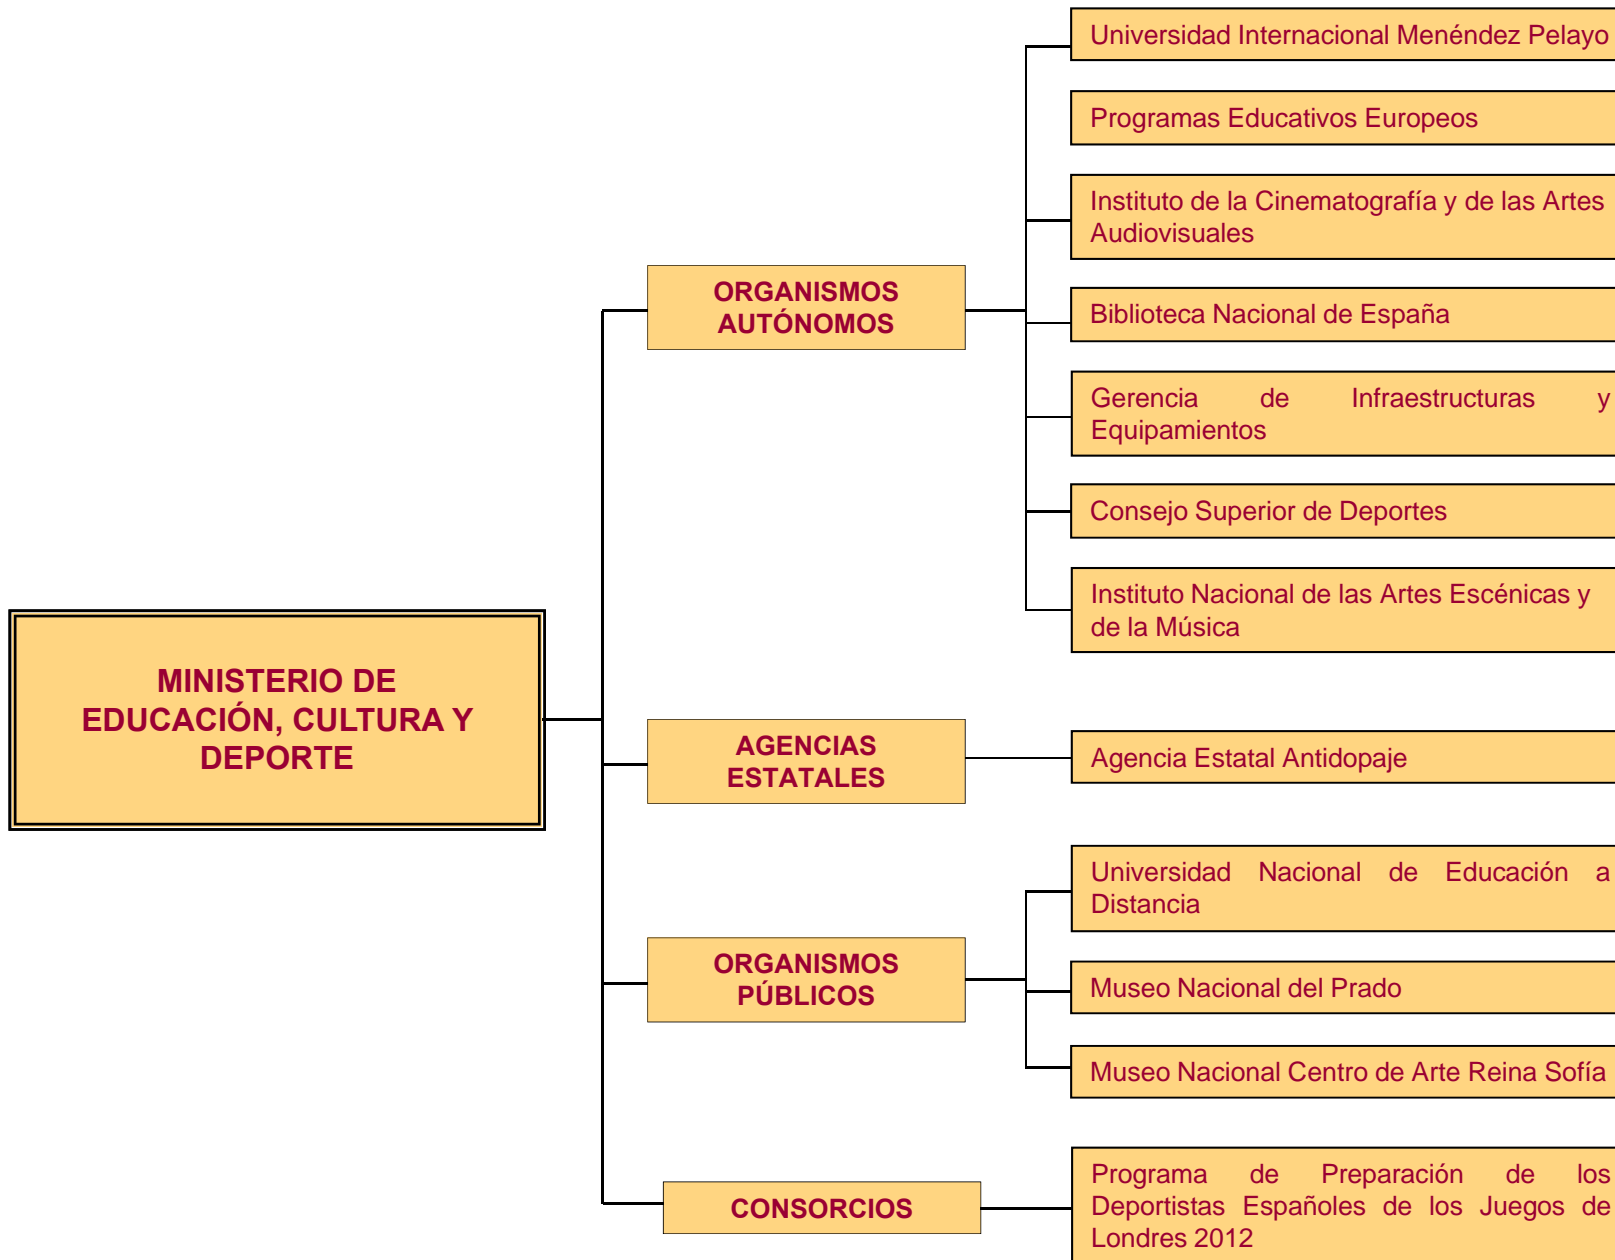 Universidad Internacional Menéndez Pelayo
Programas Educativos Europeos
Instituto de la Cinematografía y de las Artes
Audiovisuales
ORGANISMOS
AUTÓNOMOS
Biblioteca Nacional de España
Gerencia de Infraestructuras y
Equipamientos
Consejo Superior de Deportes
Instituto Nacional de las Artes Escénicas y
de la Música
MINISTERIO DE
EDUCACIÓN, CULTURA Y
DEPORTE
AGENCIAS
ESTATALES
Agencia Estatal Antidopaje
Universidad Nacional de Educación a
Distancia
ORGANISMOS
PÚBLICOS
Museo Nacional del Prado
Museo Nacional Centro de Arte Reina Sofía
CONSORCIOS
Programa de Preparación de los
Deportistas Españoles de los Juegos de
Londres 2012